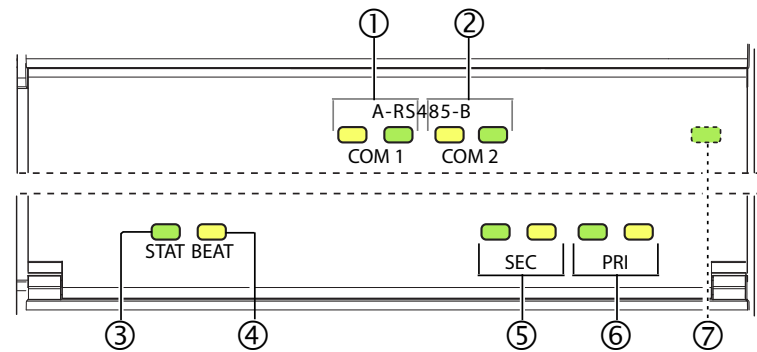 ① ②
A-RS485-B
COM 1 COM 2
STAT BEAT
SEC PRI
③ ④ ⑤ ⑥ ⑦